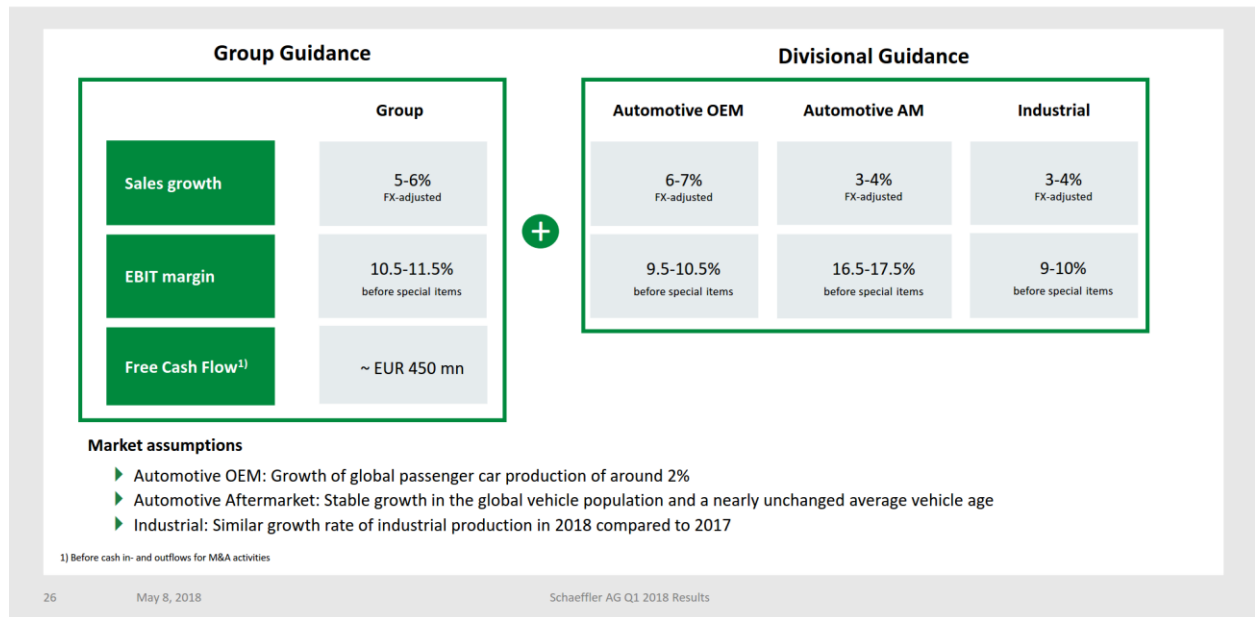 Group Guidance
Group
Sales growth
5-6%
FX-adjusted
EBIT margin
10.5-11.5%
before special items
Free Cash Flow1)
~ EUR 450 mn
+
Divisional Guidance
Automotive OEM
Automotive AM
Industrial
6-7%
FX-adjusted
3-4%
FX-adjusted
3-4%
FX-adjusted
9.5-10.5%
before special items
16.5-17.5%
before special items
9-10%
before special items
Market assumptions
Automotive OEM: Growth of global passenger car production of around 2%
Automotive Aftermarket: Stable growth in the global vehicle population and a nearly unchanged average vehicle age
Industrial: Similar growth rate of industrial production in 2018 compared to 2017
1) Before cash in- and outflows for M&A activities
26
May 8, 2018
Schaeffler AG Q1 2018 Results